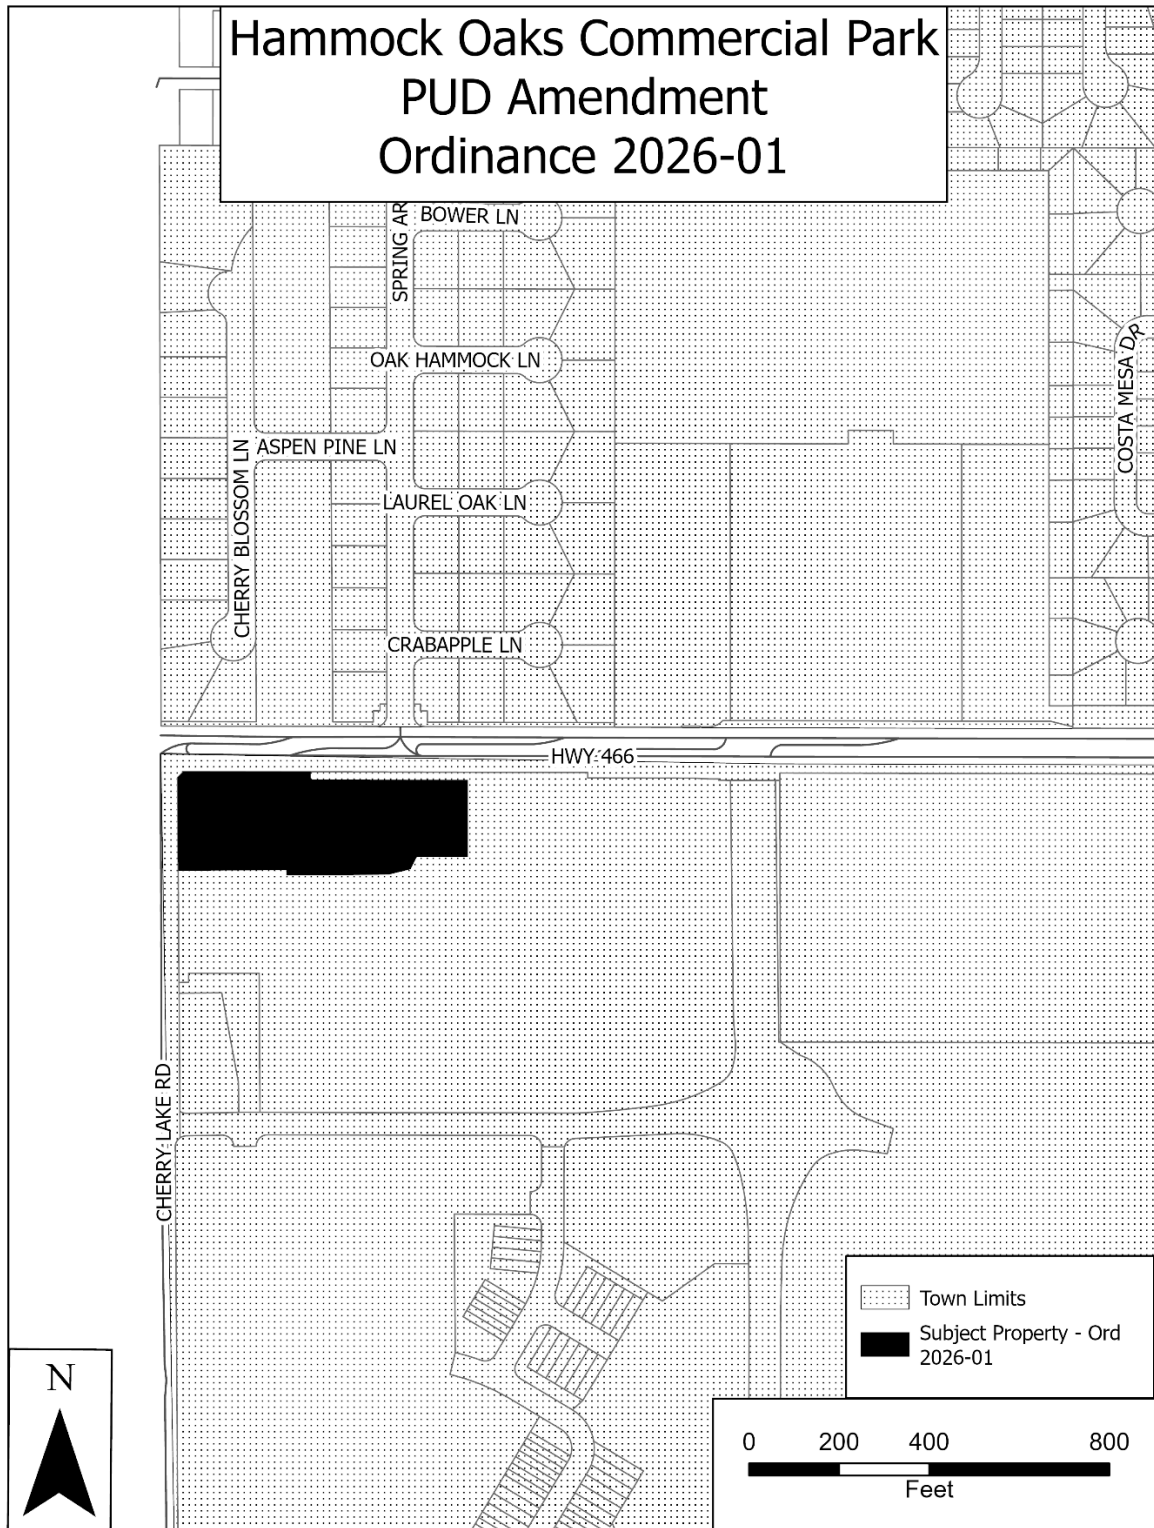 Hammock Oaks Commercial Park
PUD Amendment
Ordinance 2026-01
SPRING AR
BOWER LN
OAK HAMMOCK LN
COSTA MESA DR
ASPEN PINE LN
CHERRY BLOSSOM LN
LAUREL OAK LN
CRABAPPLE LN
HWY 466
CHERRY LAKE RD
Town Limits
Subject Property - Ord
2026-01
N
0 200 400 800
Feet